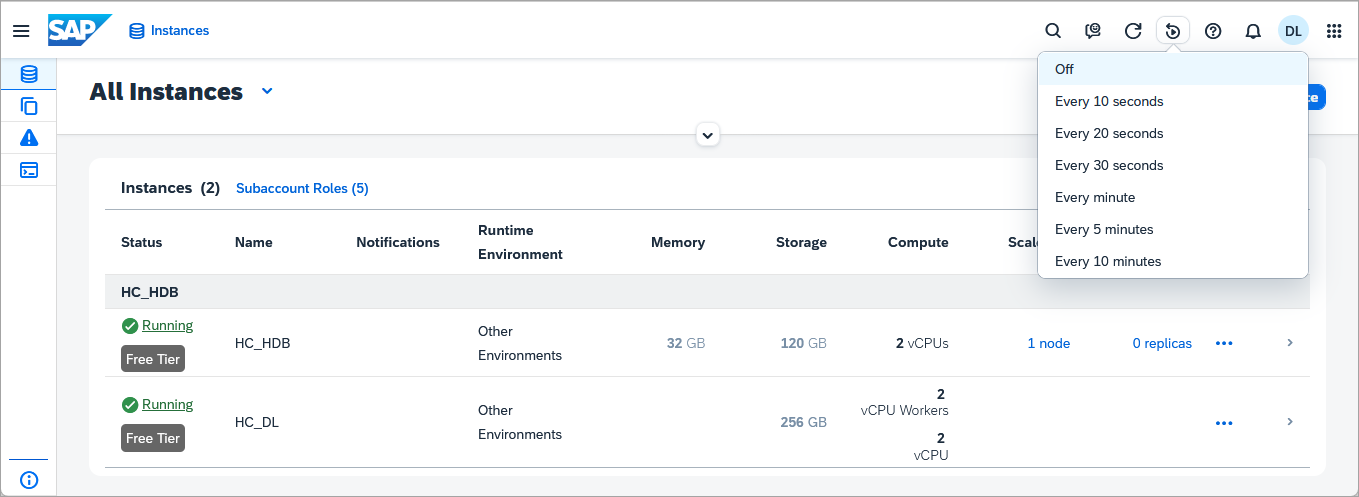 SAP
Instances
DL
All Instances
Off
Every 10 seconds
Every 20 seconds
Every 30 seconds
Every minute
Every 5 minutes
Every 10 minutes
Instances (2)
Subaccount Roles (5)
Status
Name
Notifications
Runtime
Environment
Memory
Storage
Compute
HC_HDB
Running
Free Tier
HC_HDB
Other
Environments
32 GB
120 GB
2 vCPUs
1 node
0 replicas
Running
Free Tier
HC_DL
Other
Environments
256 GB
2
vCPU Workers
2
vCPU